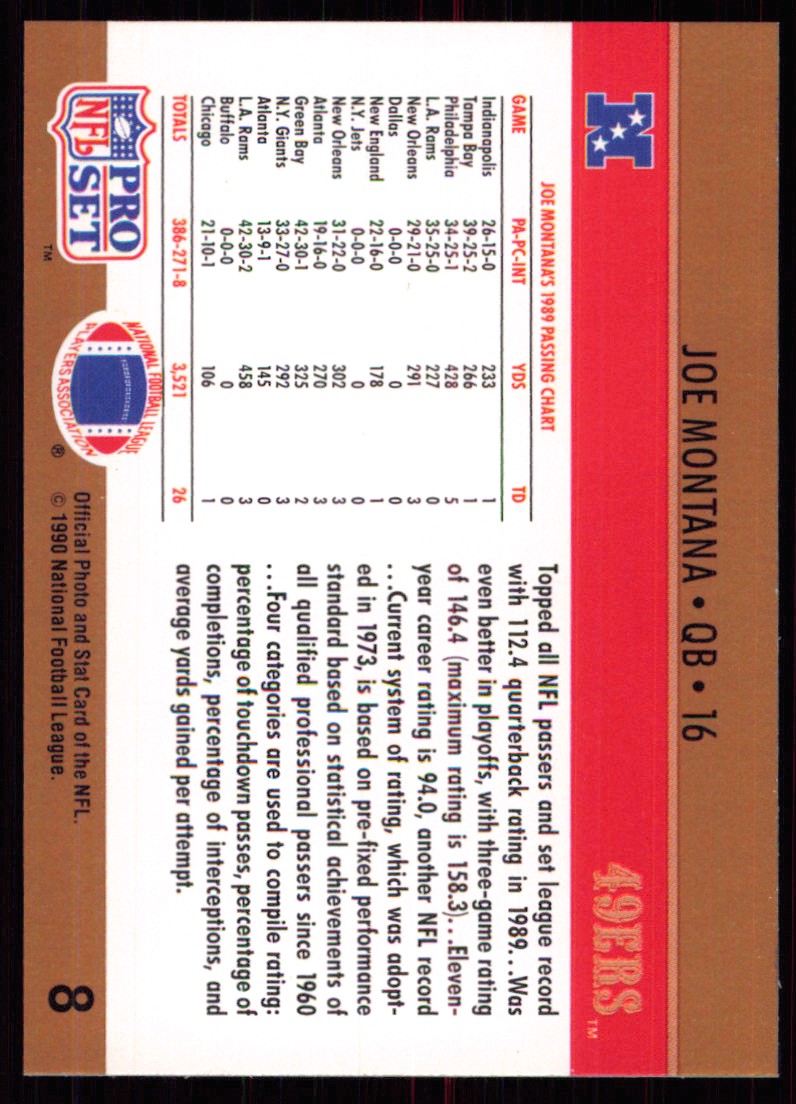 JOE MONTANA • QB • 16
N
49ERS™
JOE MONTANA'S 1989 PASSING CHART
GAME PA-PC-INT YDS TD
Indianapolis 26-15-0 233 1
Tampa Bay 39-25-2 266 1
Philadelphia 34-25-1 428 5
L.A. Rams 35-25-0 227 0
New Orleans 29-21-0 291 3
Dallas 0-0-0 0 0
New England 22-16-0 178 1
N.Y. Jets 0-0-0 0 0
New Orleans 31-22-0 302 3
Atlanta 19-16-0 270 3
Green Bay 42-30-1 325 2
N.Y. Giants 33-27-0 292 3
Atlanta 13-9-1 145 0
L.A. Rams 42-30-2 458 3
Buffalo 0-0-0 0 0
Chicago 21-10-1 106 1
TOTALS 386-271-8 3,521 26
Topped all NFL passers and set league record
with 112.4 quarterback rating in 1989...Was
even better in playoffs, with three-game rating
of 146.4 (maximum rating is 158.3)...Eleven-
year career rating is 94.0, another NFL record
...Current system of rating, which was adopt-
ed in 1973, is based on pre-fixed performance
standard based on statistical achievements of
all qualified professional passers since 1960
...Four categories are used to compile rating:
percentage of touchdown passes, percentage of
completions, percentage of interceptions, and
average yards gained per attempt.
NFL
PRO
SET
™
NATIONAL FOOTBALL LEAGUE
PLAYERS ASSOCIATION
®
Official Photo and Stat Card of the NFL.
© 1990 National Football League.
8